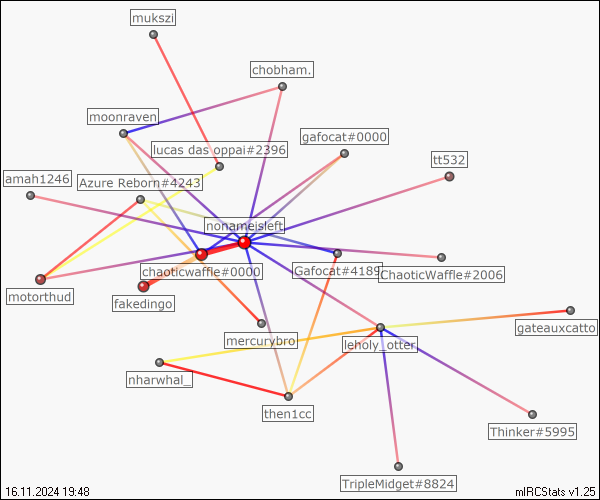 mukszi
chobham.
moonraven
gafocat#0000
lucas das oppai#2396
tt532
amah1246
Azure Reborn#4243
nonameisleft
chaoticwaffle#0000
Gafocat#4189
ChaoticWaffle#2006
motorthud
fakedingo
mercurybro
gateauxcatto
leholy_otter
nharwhal_
then1cc
Thinker#5995
TripleMidget#8824
16.11.2024 19:48
mIRCStats v1.25